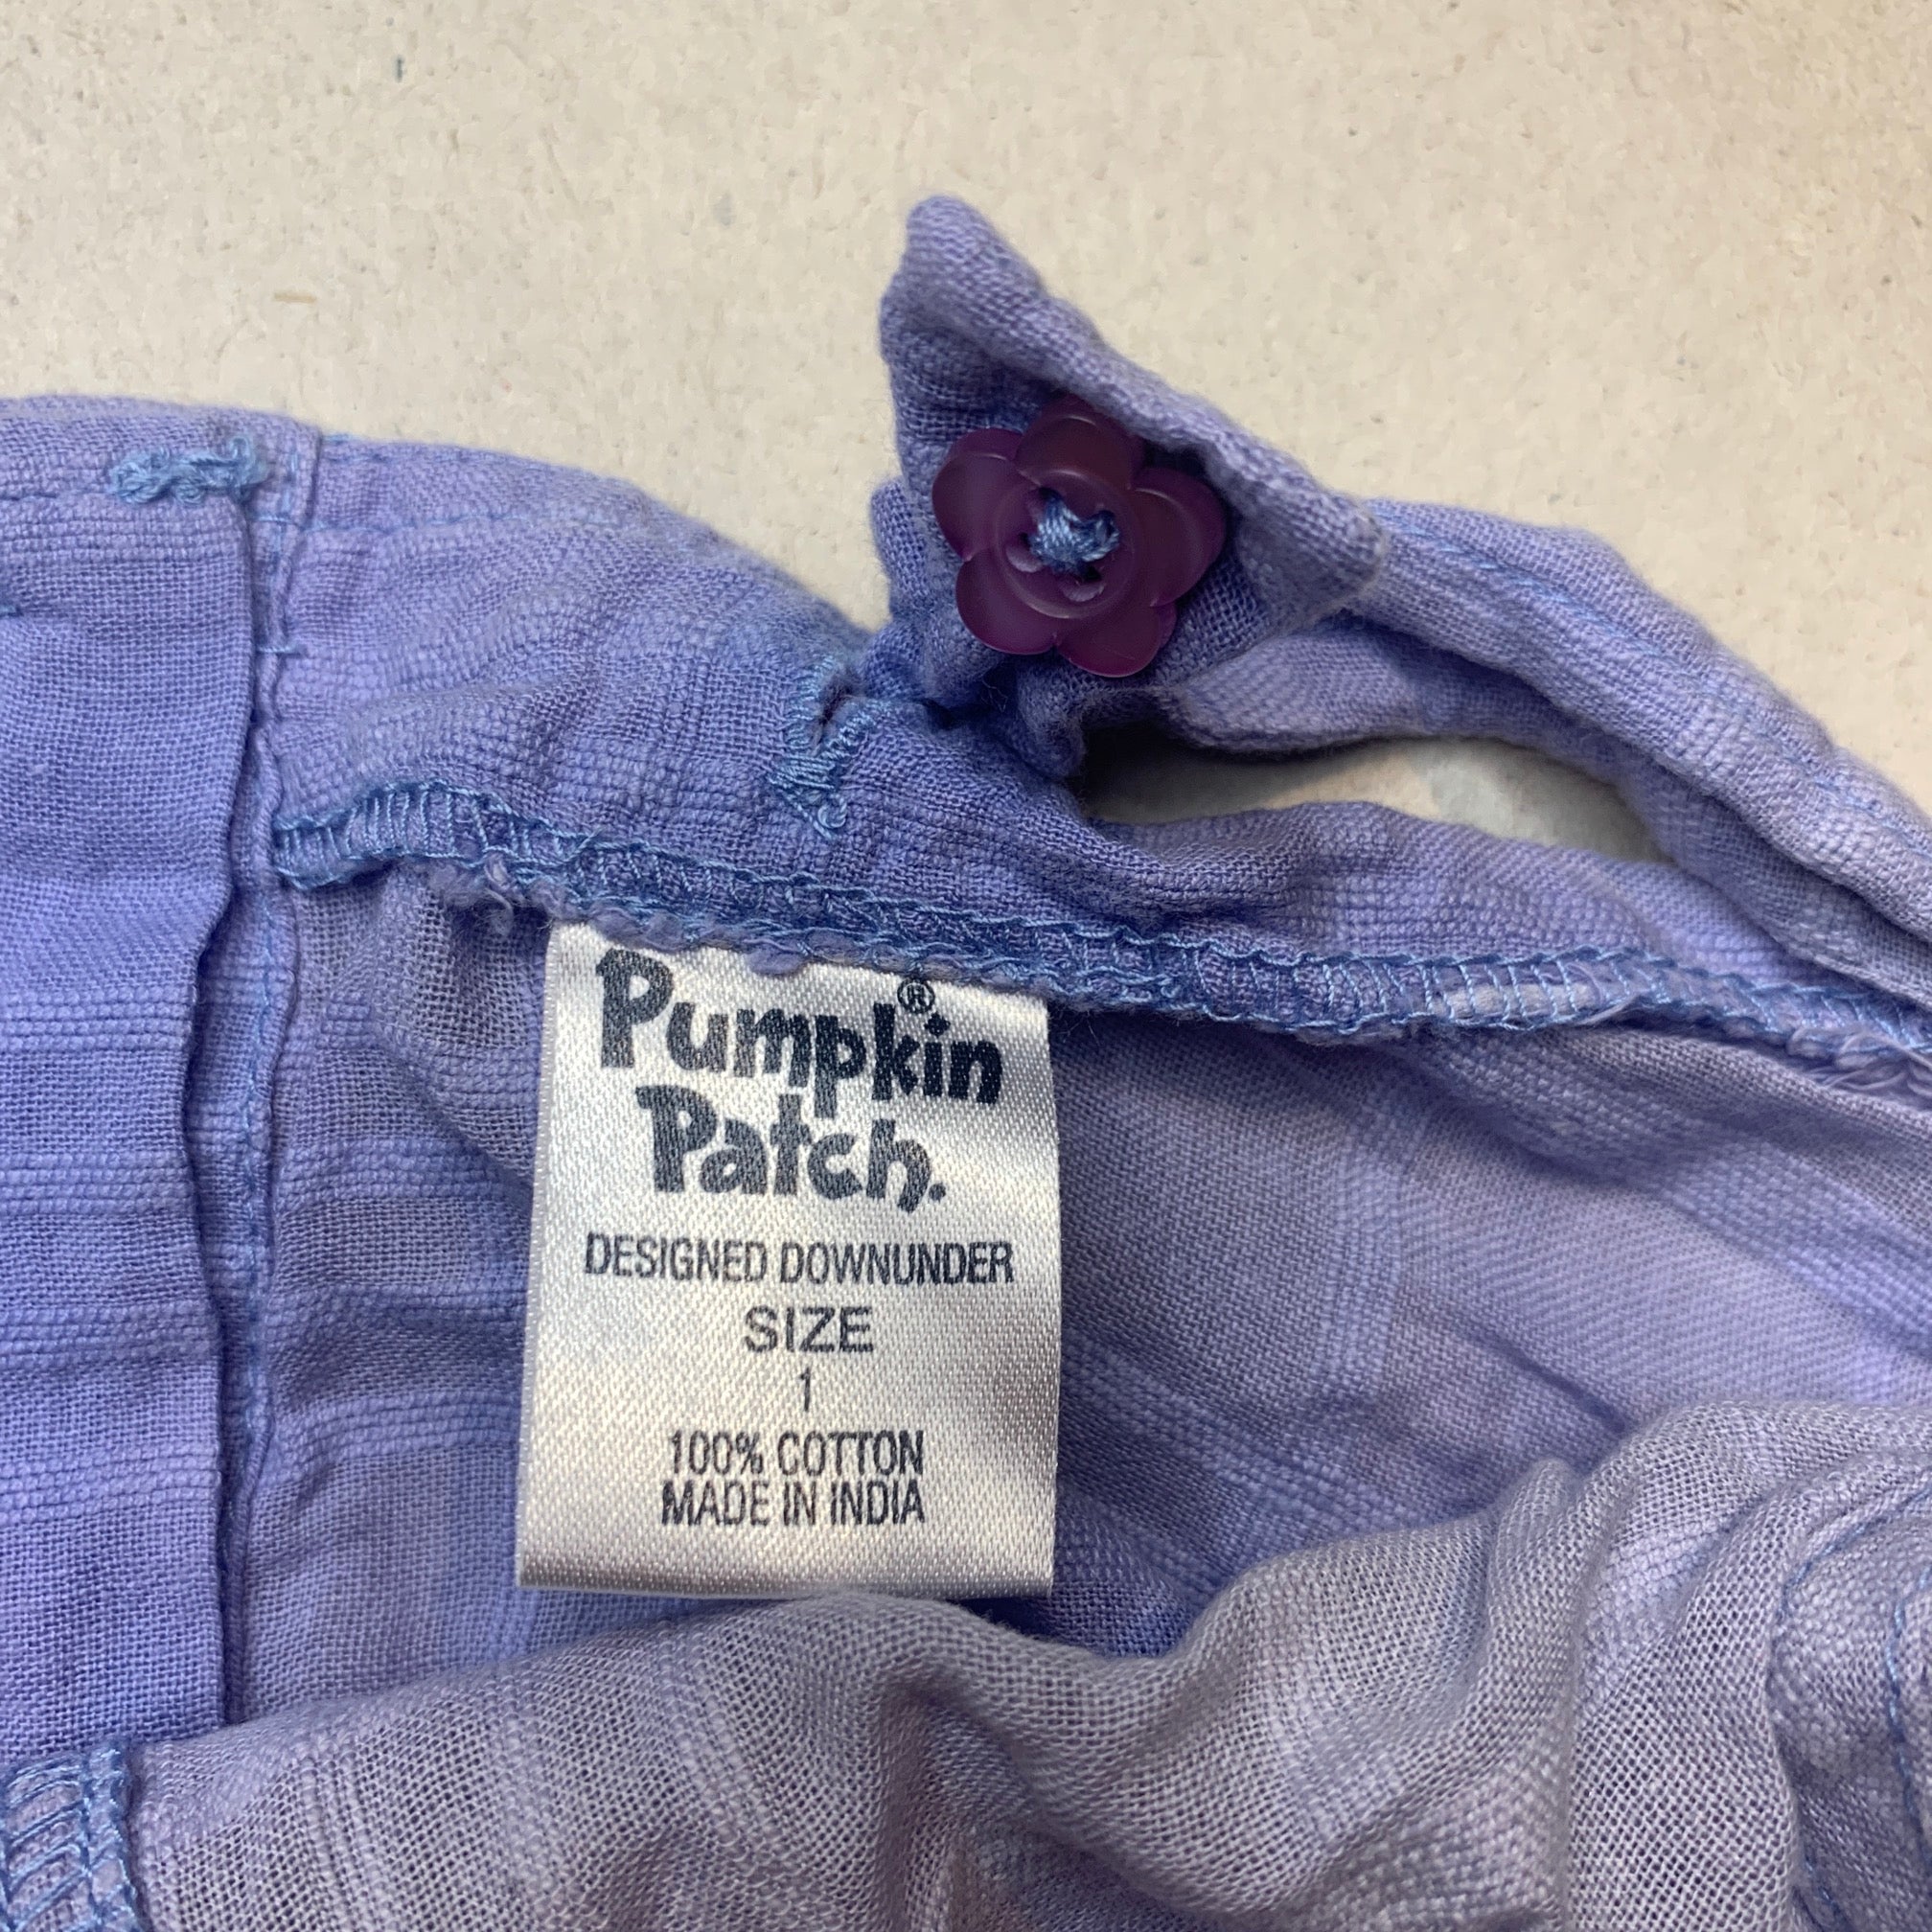 Pumpkin®
Patch.
DESIGNED DOWNUNDER
SIZE
1
100% COTTON
MADE IN INDIA